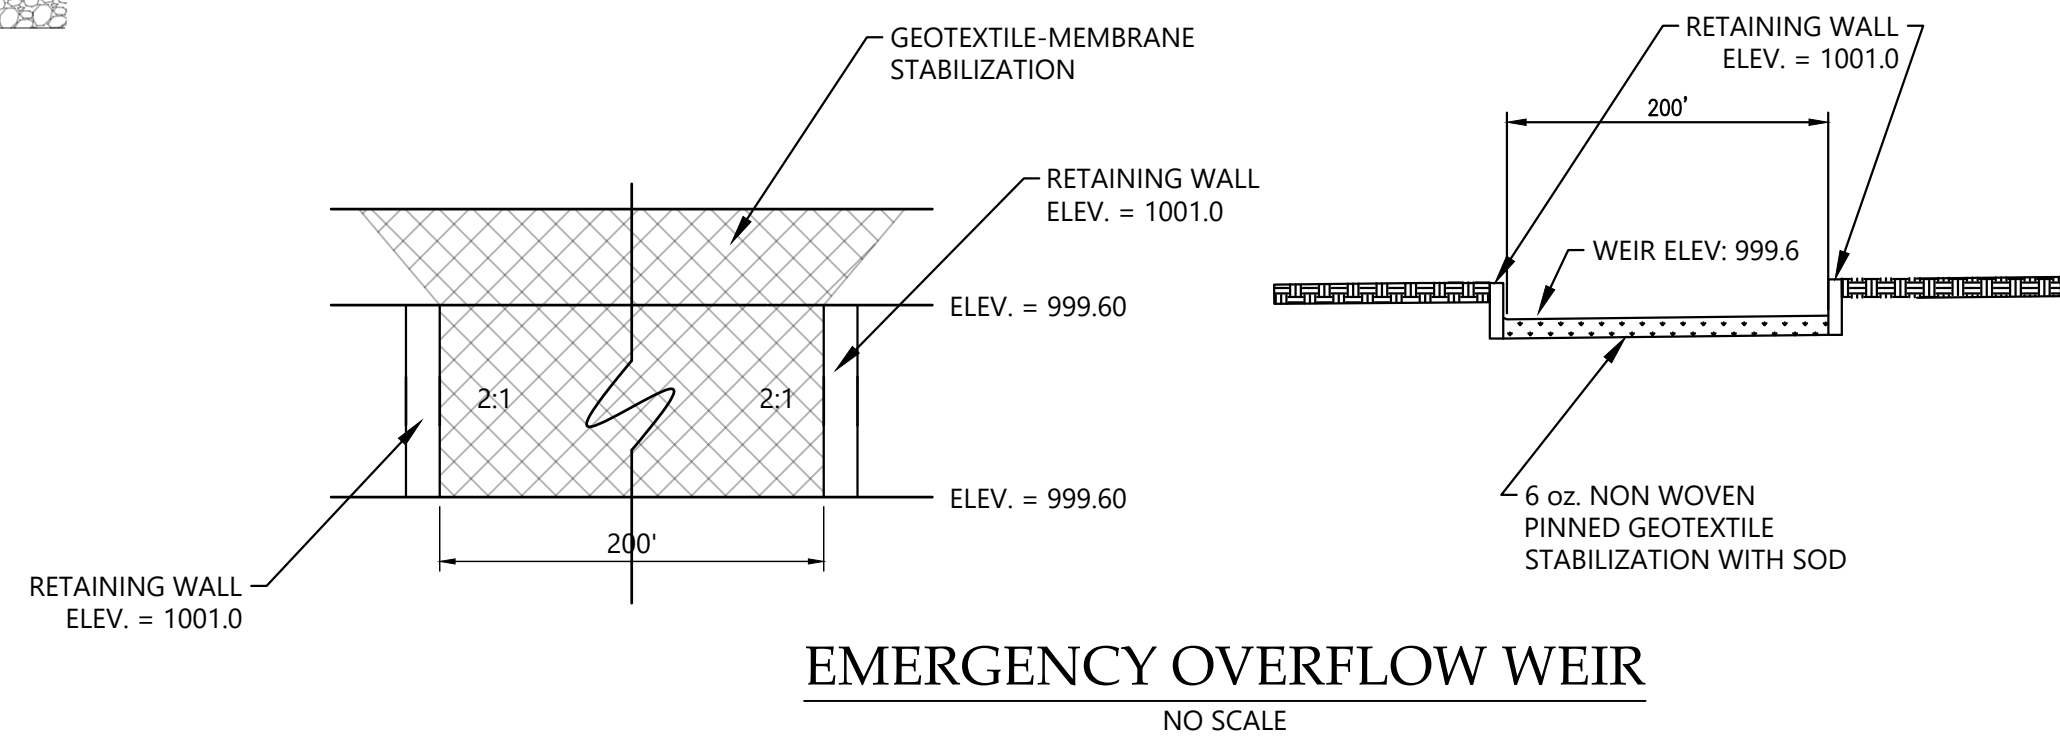 GEOTEXTILE-MEMBRANE
STABILIZATION
RETAINING WALL
ELEV. = 1001.0
ELEV. = 999.60
2:1
2:1
ELEV. = 999.60
200'
RETAINING WALL
ELEV. = 1001.0
RETAINING WALL
ELEV. = 1001.0
200'
WEIR ELEV: 999.6
6 oz. NON WOVEN
PINNED GEOTEXTILE
STABILIZATION WITH SOD
EMERGENCY OVERFLOW WEIR
NO SCALE